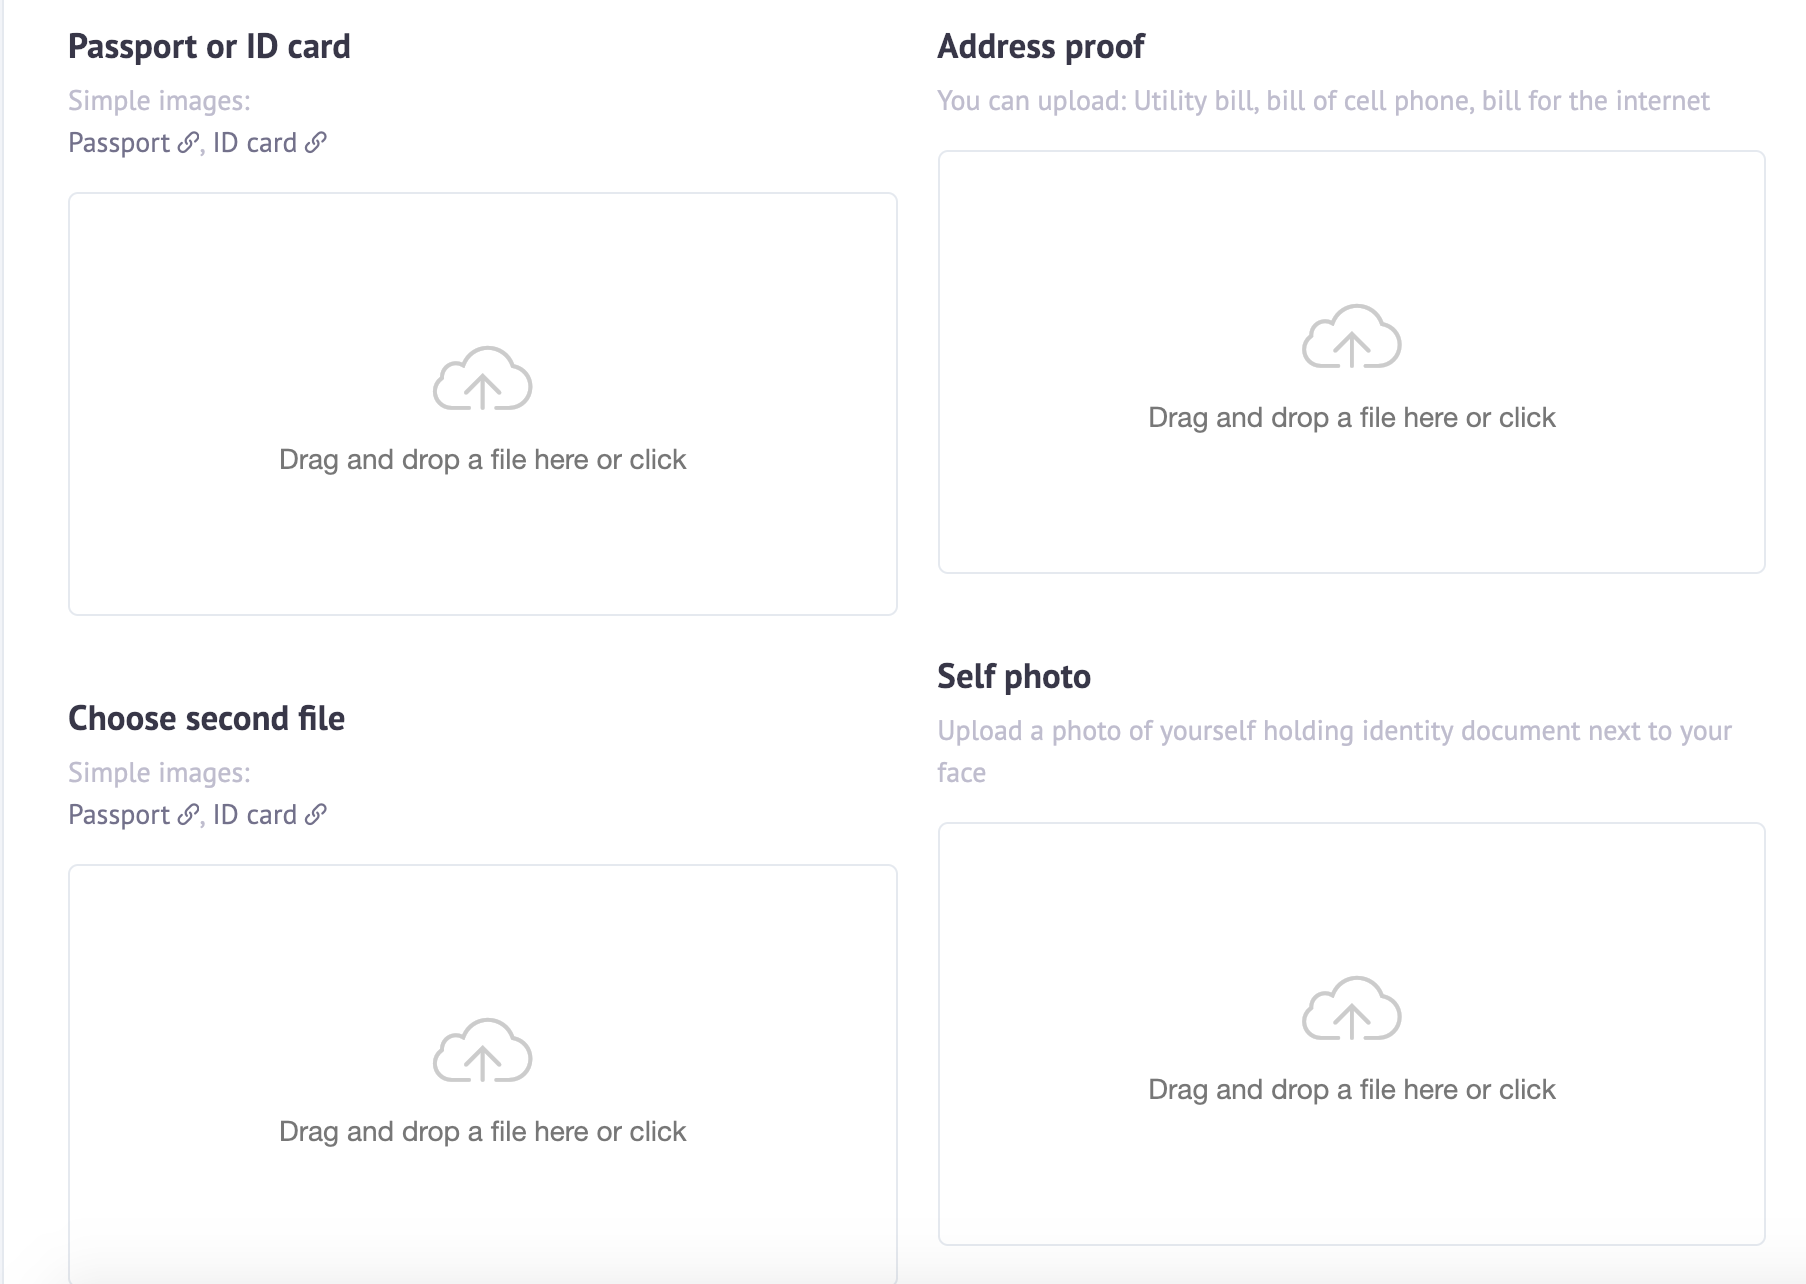 Passport or ID card
Simple images:
Passport, ID card
Drag and drop a file here or click
Choose second file
Simple images:
Passport, ID card
Drag and drop a file here or click
Address proof
You can upload: Utility bill, bill of cell phone, bill for the internet
Drag and drop a file here or click
Self photo
Upload a photo of yourself holding identity document next to your
face
Drag and drop a file here or click